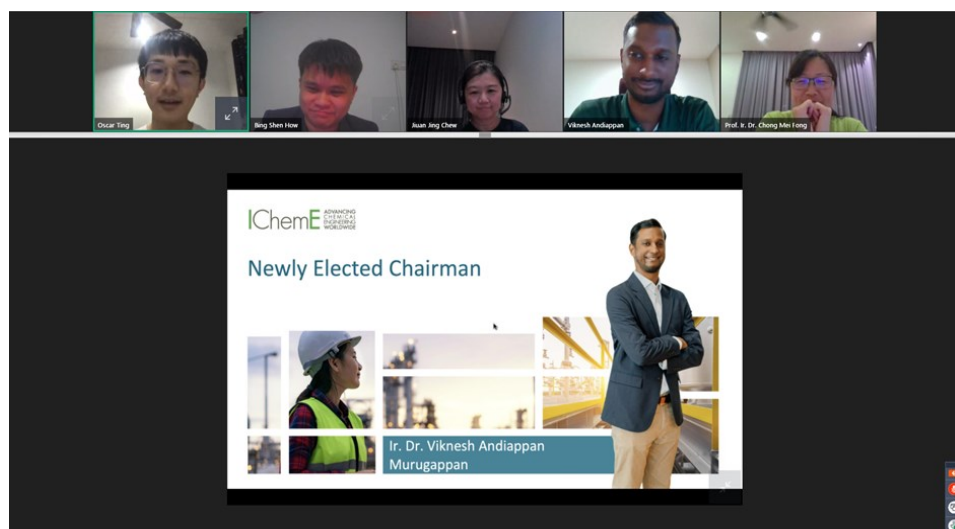 Oscar Ting
Bing Shen How
Jiuan Jing Chew
Viknesh Andiappan
Prof. Ir. Dr. Chong Mei Fong
IChemE
ADVANCING
CHEMICAL
ENGINEERING
WORLDWIDE
Newly Elected Chairman
Ir. Dr. Viknesh Andiappan
Murugappan